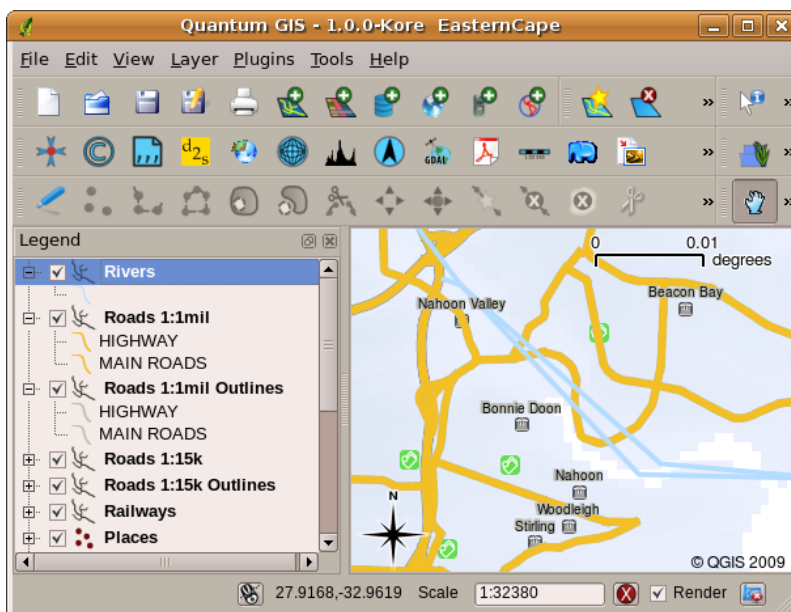 Quantum GIS - 1.0.0-Kore EasternCape
File Edit View Layer Plugins Tools Help
d2s
GDAL
Legend
Rivers
Roads 1:1mil
HIGHWAY
MAIN ROADS
Roads 1:1mil Outlines
HIGHWAY
MAIN ROADS
Roads 1:15k
Roads 1:15k Outlines
Railways
Places
0 0.01
degrees
Beacon Bay
Nahoon Valley
Bonnie Doon
Nahoon
Woodleigh
Stirling
N
© QGIS 2009
27.9168,-32.9619 Scale 1:32380 Render